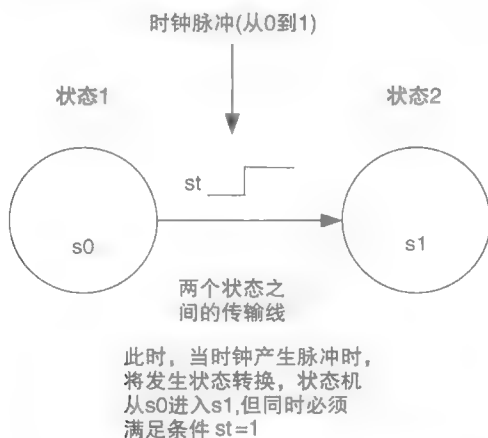 时钟脉冲(从0到1)
状态1
状态2
st
s0
s1
两个状态之
间的传输线
此时，当时钟产生脉冲时，
将发生状态转换，状态机
从s0进入s1,但同时必须
满足条件 st=1